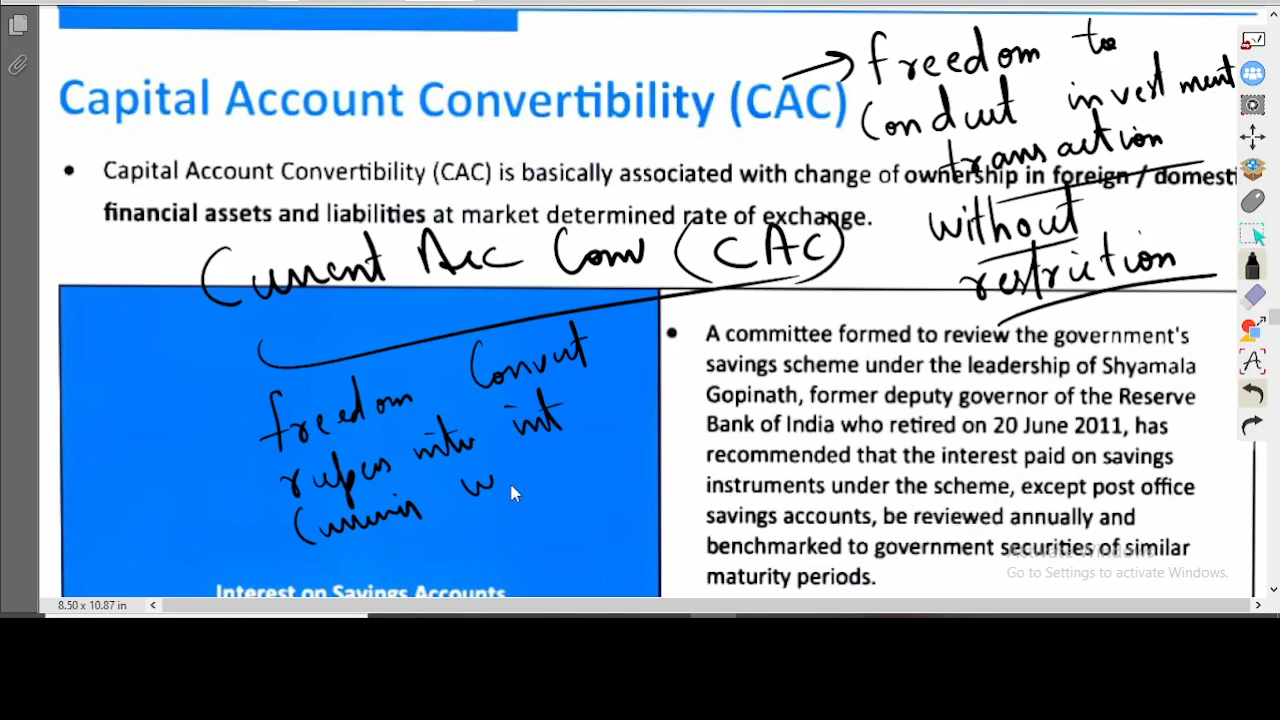 Capital Account Convertibility (CAC)
freedom to
conduct investment
transaction
without
restriction
• Capital Account Convertibility (CAC) is basically associated with change of ownership in foreign / domesti
financial assets and liabilities at market determined rate of exchange.
Current Acc Conv (CAC)
freedom convert
rupees into int
w
• A committee formed to review the government's
savings scheme under the leadership of Shyamala
Gopinath, former deputy governor of the Reserve
Bank of India who retired on 20 June 2011, has
recommended that the interest paid on savings
instruments under the scheme, except post office
savings accounts, be reviewed annually and
benchmarked to government securities of similar
maturity periods.
Interest on Savings Accounts
Activate Windows
Go to Settings to activate Windows.
8.50 x 10.87 in